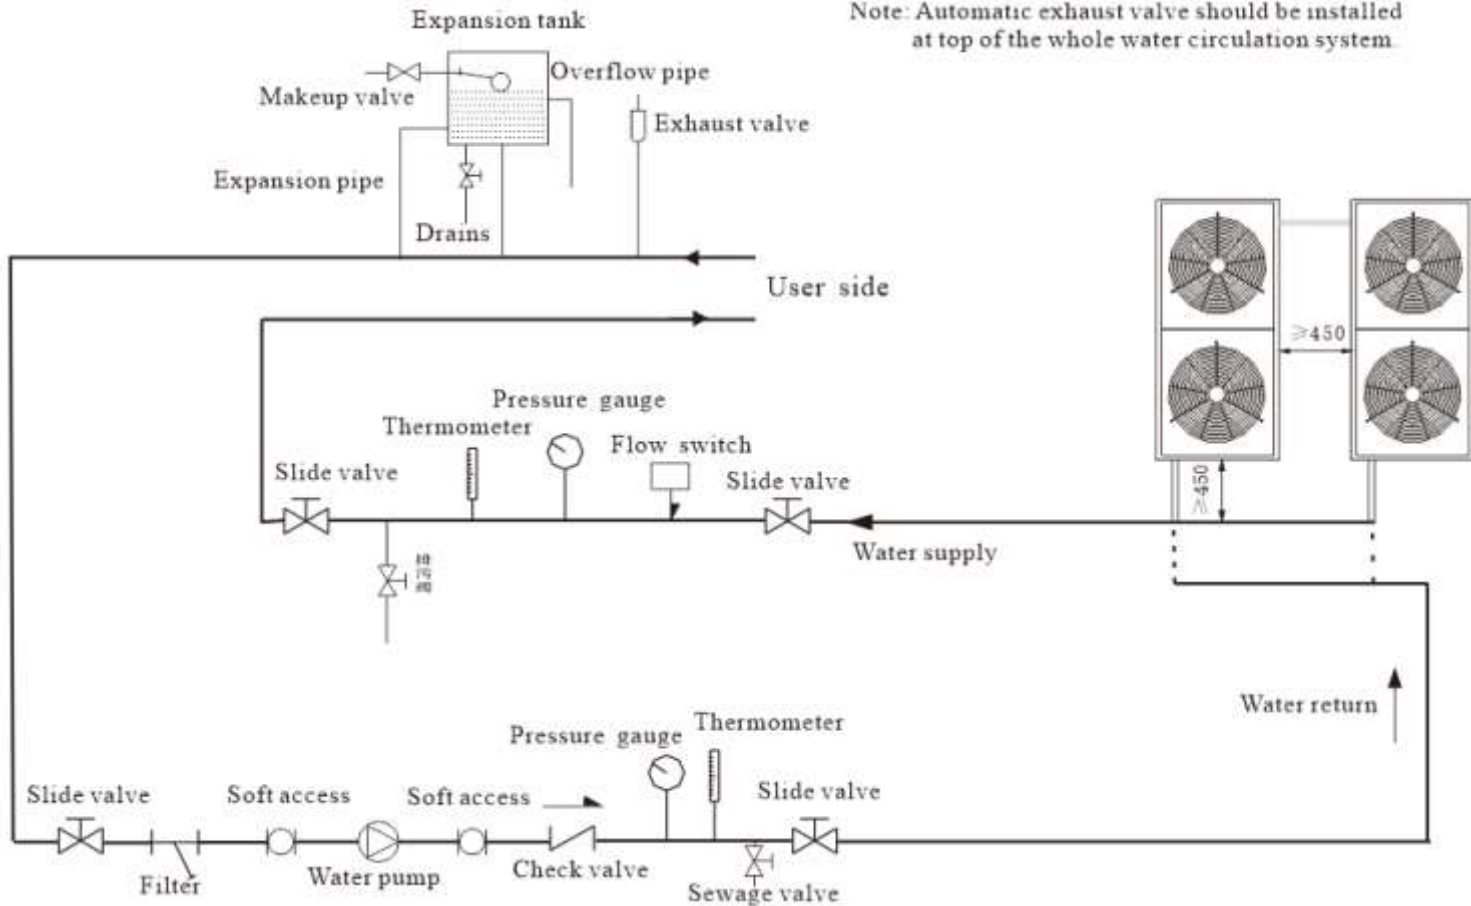 Note: Automatic exhaust valve should be installed
at top of the whole water circulation system.
Expansion tank
Overflow pipe
Makeup valve
Exhaust valve
Expansion pipe
Drains
User side
≥450
Pressure gauge
Thermometer
Flow switch
Slide valve
Slide valve
≥450
Water supply
Water return
Thermometer
Pressure gauge
Slide valve
Soft access
Soft access
Slide valve
Filter
Water pump
Check valve
Sewage valve